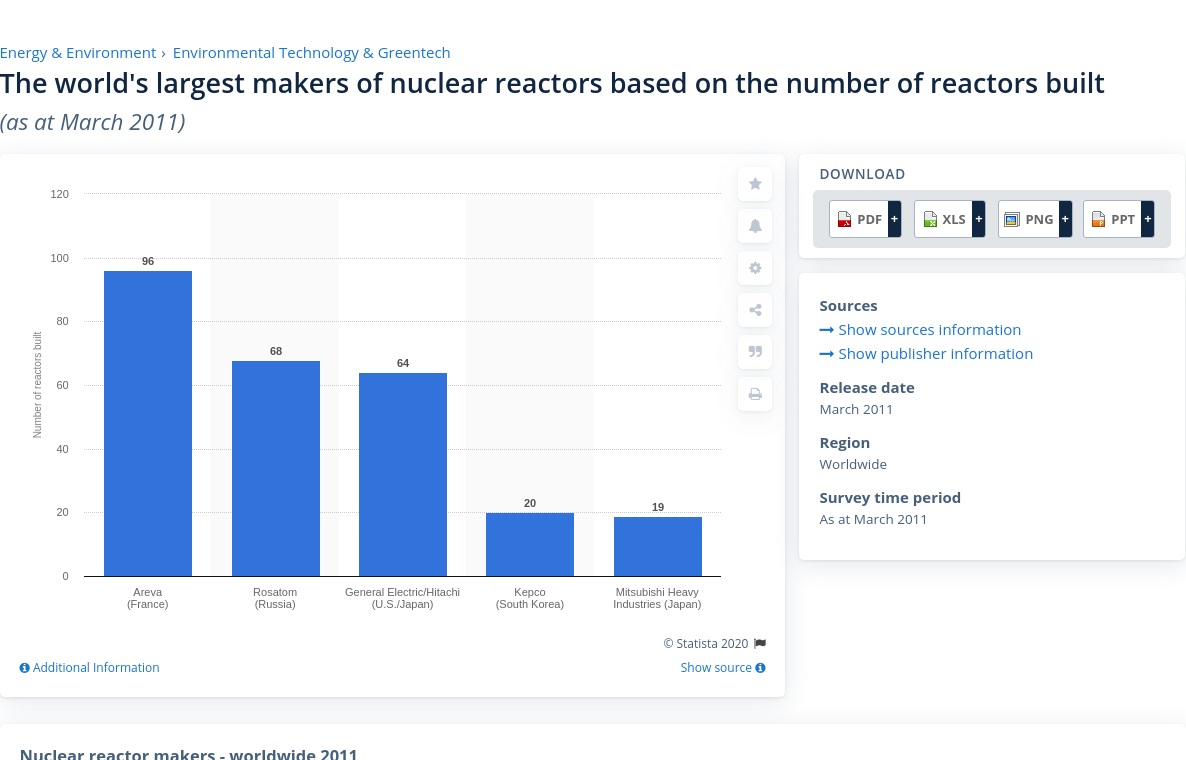 Energy & Environment › Environmental Technology & Greentech
The world's largest makers of nuclear reactors based on the number of reactors built
(as at March 2011)
120
100
80
60
40
20
0
Number of reactors built
96
68
64
20
19
Areva
(France)
Rosatom
(Russia)
General Electric/Hitachi
(U.S./Japan)
Kepco
(South Korea)
Mitsubishi Heavy
Industries (Japan)
© Statista 2020
Additional Information
Show source
DOWNLOAD
PDF + XLS + PNG + PPT +
Sources
Show sources information
Show publisher information
Release date
March 2011
Region
Worldwide
Survey time period
As at March 2011
Nuclear reactor makers - worldwide 2011